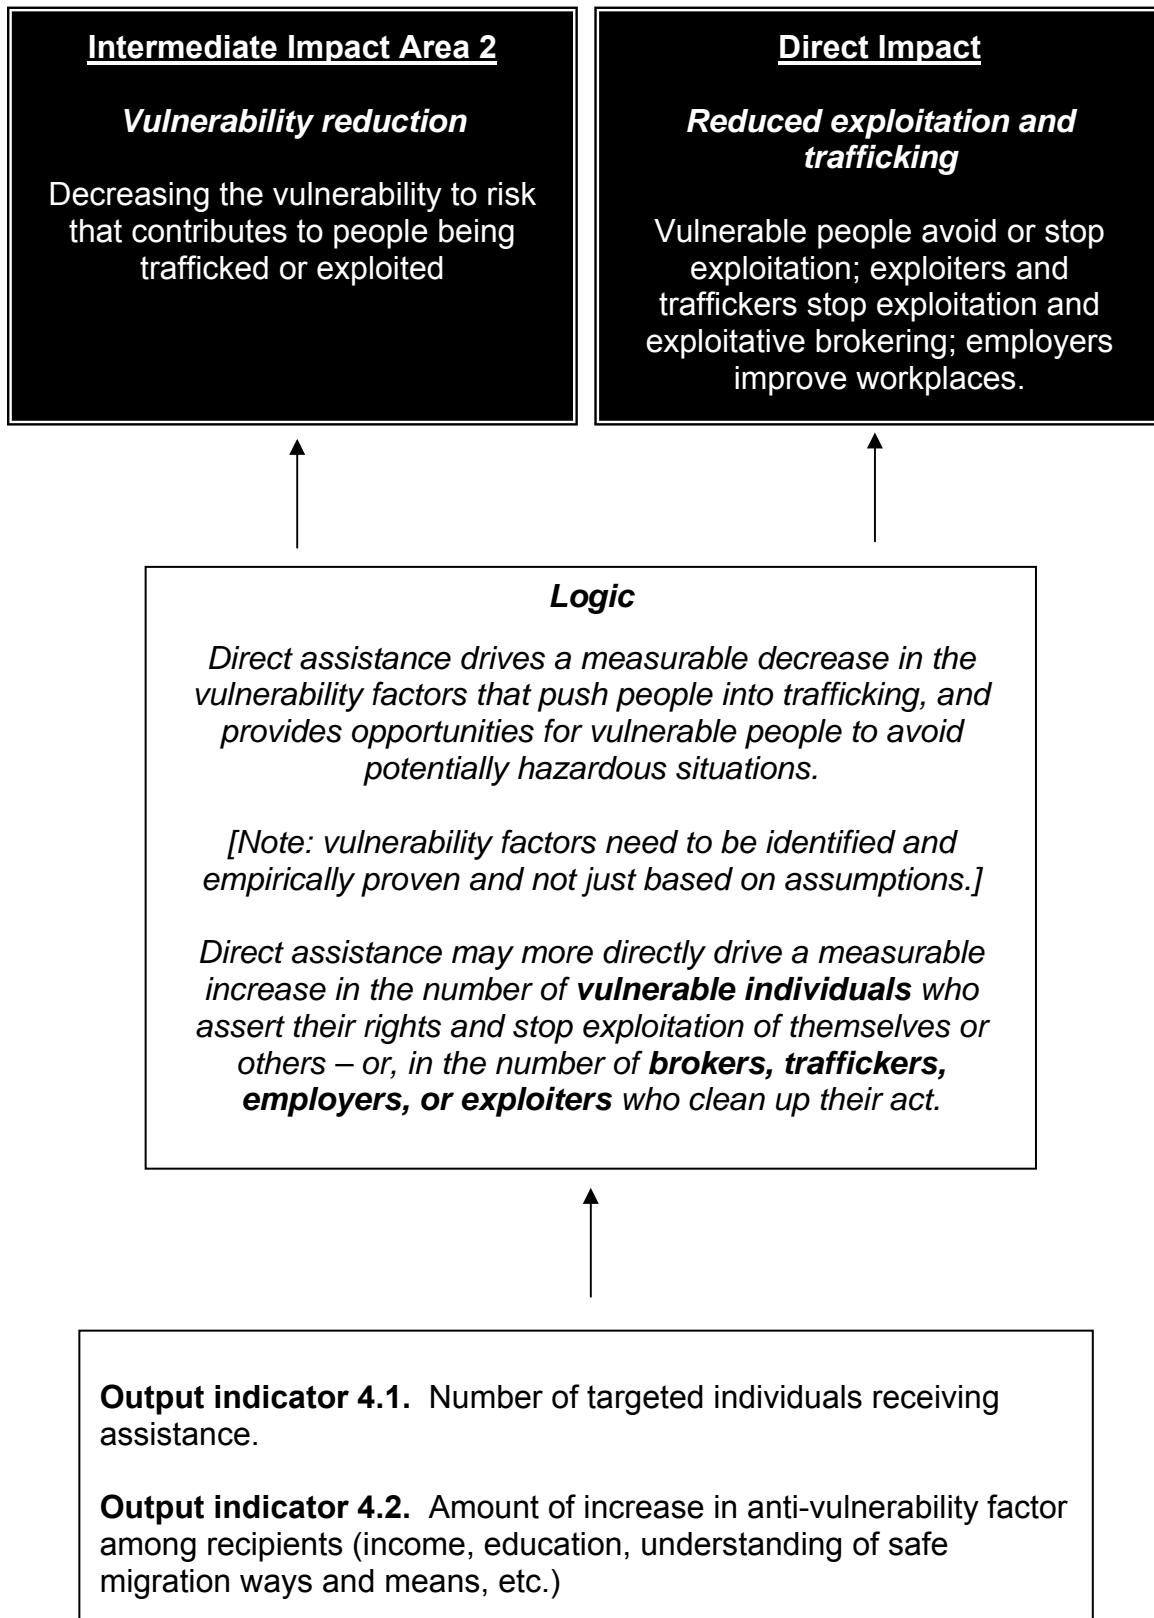 Intermediate Impact Area 2
Vulnerability reduction
Decreasing the vulnerability to risk
that contributes to people being
trafficked or exploited
Direct Impact
Reduced exploitation and
trafficking
Vulnerable people avoid or stop
exploitation; exploiters and
traffickers stop exploitation and
exploitative brokering; employers
improve workplaces.
Logic
Direct assistance drives a measurable decrease in the
vulnerability factors that push people into trafficking, and
provides opportunities for vulnerable people to avoid
potentially hazardous situations.
[Note: vulnerability factors need to be identified and
empirically proven and not just based on assumptions.]
Direct assistance may more directly drive a measurable
increase in the number of vulnerable individuals who
assert their rights and stop exploitation of themselves or
others – or, in the number of brokers, traffickers,
employers, or exploiters who clean up their act.
Output indicator 4.1.  Number of targeted individuals receiving
assistance.
Output indicator 4.2.  Amount of increase in anti-vulnerability factor
among recipients (income, education, understanding of safe
migration ways and means, etc.)